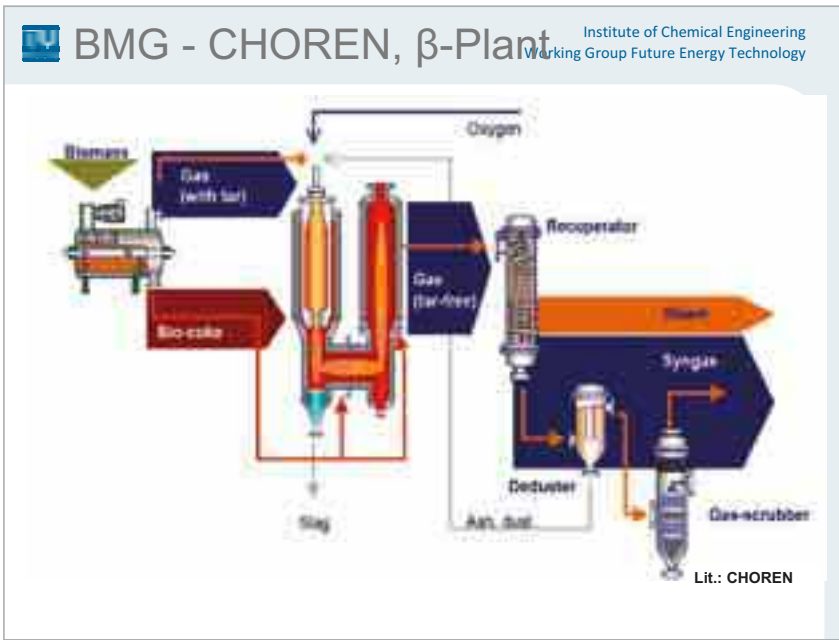 BMG - CHOREN, β-Plant
Institute of Chemical Engineering
Working Group Future Energy Technology
Oxygen
Biomass
Gas
(with tar)
Recuperator
Gas
(tar-free)
Steam
Bio-coke
Syngas
Deduster
Gas-scrubber
Slag
Ash, dust
Lit.: CHOREN